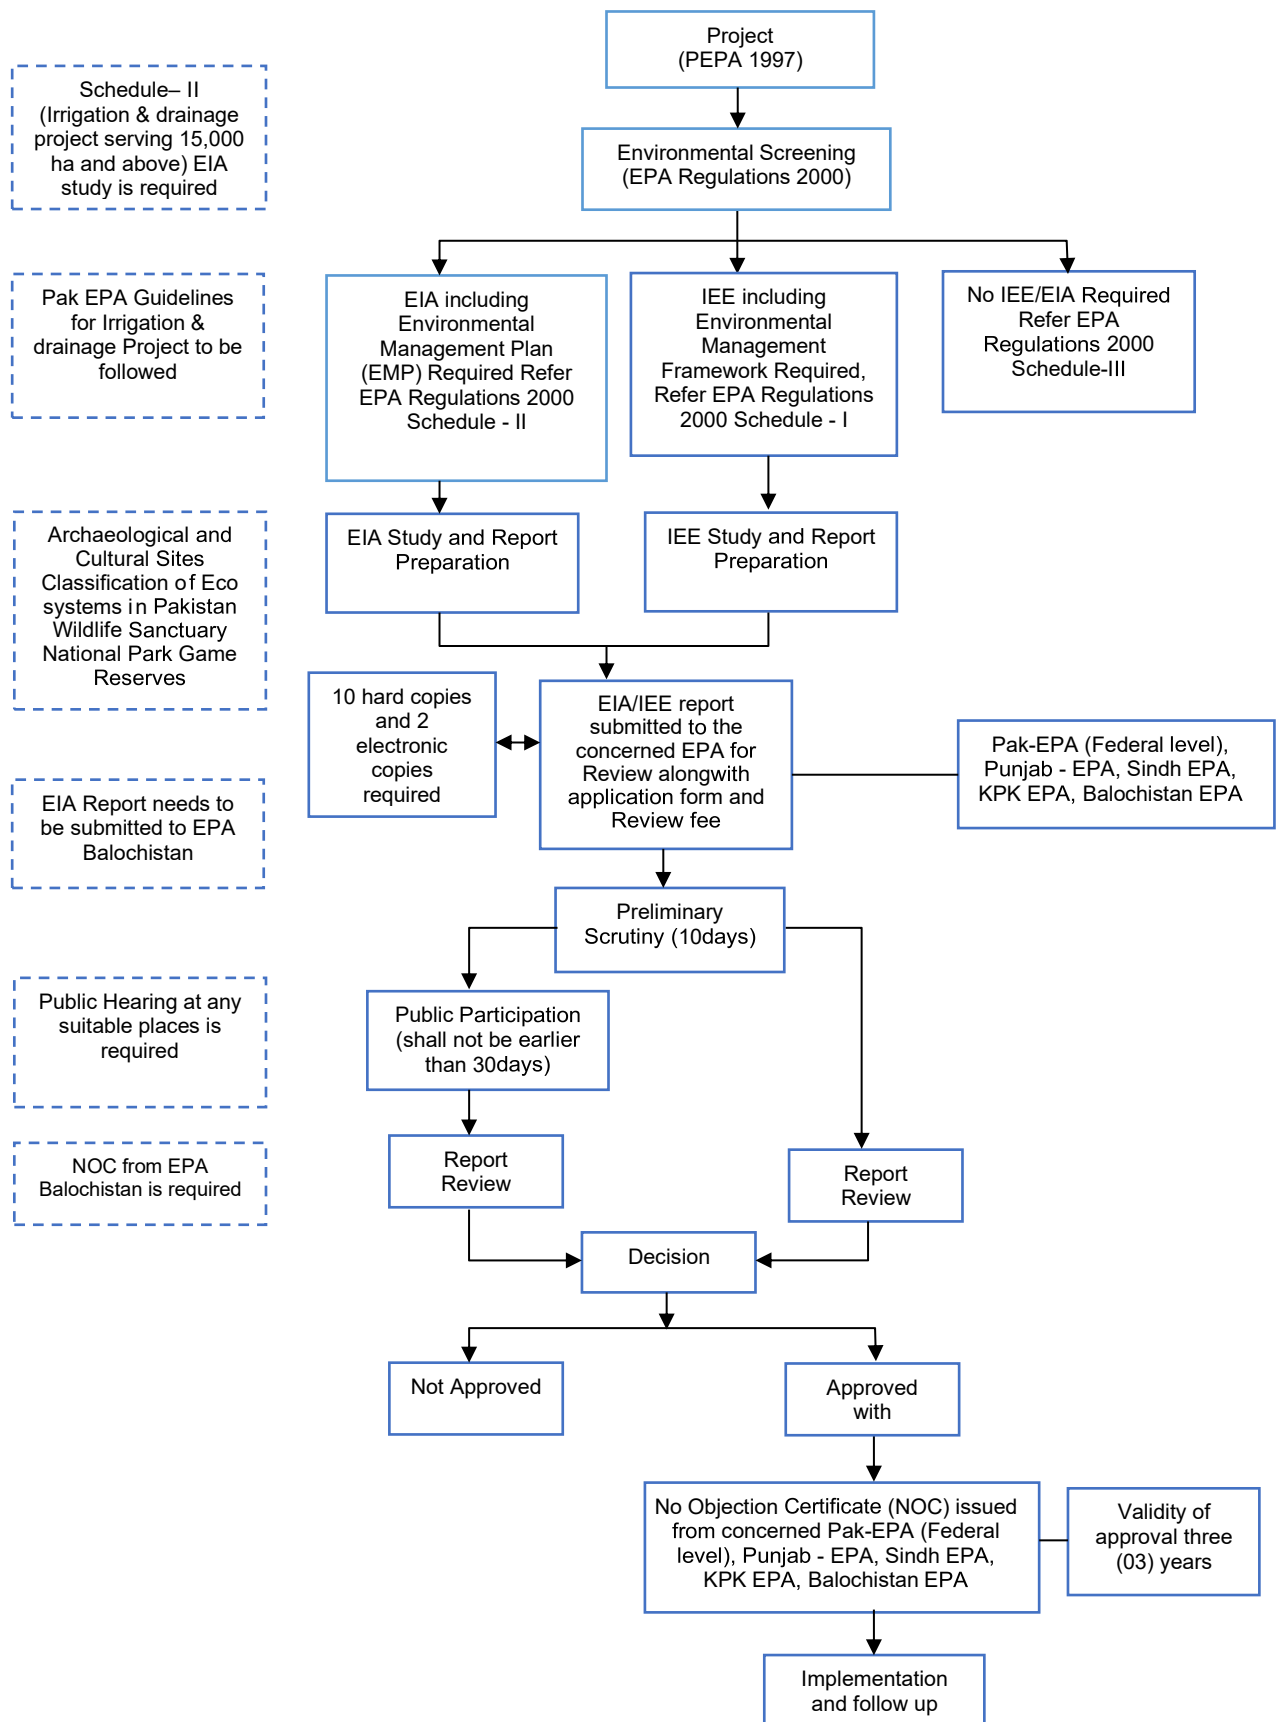 Project
(PEPA 1997)
Schedule– II
(Irrigation & drainage
project serving 15,000
ha and above) EIA
study is required
Environmental Screening
(EPA Regulations 2000)
Pak EPA Guidelines
for Irrigation &
drainage Project to be
followed
EIA including
Environmental
Management Plan
(EMP) Required Refer
EPA Regulations 2000
Schedule - II
IEE including
Environmental
Management
Framework Required,
Refer EPA Regulations
2000 Schedule - I
No IEE/EIA Required
Refer EPA
Regulations 2000
Schedule-III
Archaeological and
Cultural Sites
Classification of Eco
systems in Pakistan
Wildlife Sanctuary
National Park Game
Reserves
EIA Study and Report
Preparation
IEE Study and Report
Preparation
10 hard copies
and 2
electronic
copies
required
EIA/IEE report
submitted to the
concerned EPA for
Review alongwith
application form and
Review fee
Pak-EPA (Federal level),
Punjab - EPA, Sindh EPA,
KPK EPA, Balochistan EPA
EIA Report needs to
be submitted to EPA
Balochistan
Preliminary
Scrutiny (10days)
Public Hearing at any
suitable places is
required
Public Participation
(shall not be earlier
than 30days)
NOC from EPA
Balochistan is required
Report
Review
Report
Review
Decision
Not Approved
Approved
with
No Objection Certificate (NOC) issued
from concerned Pak-EPA (Federal
level), Punjab - EPA, Sindh EPA,
KPK EPA, Balochistan EPA
Validity of
approval three
(03) years
Implementation
and follow up